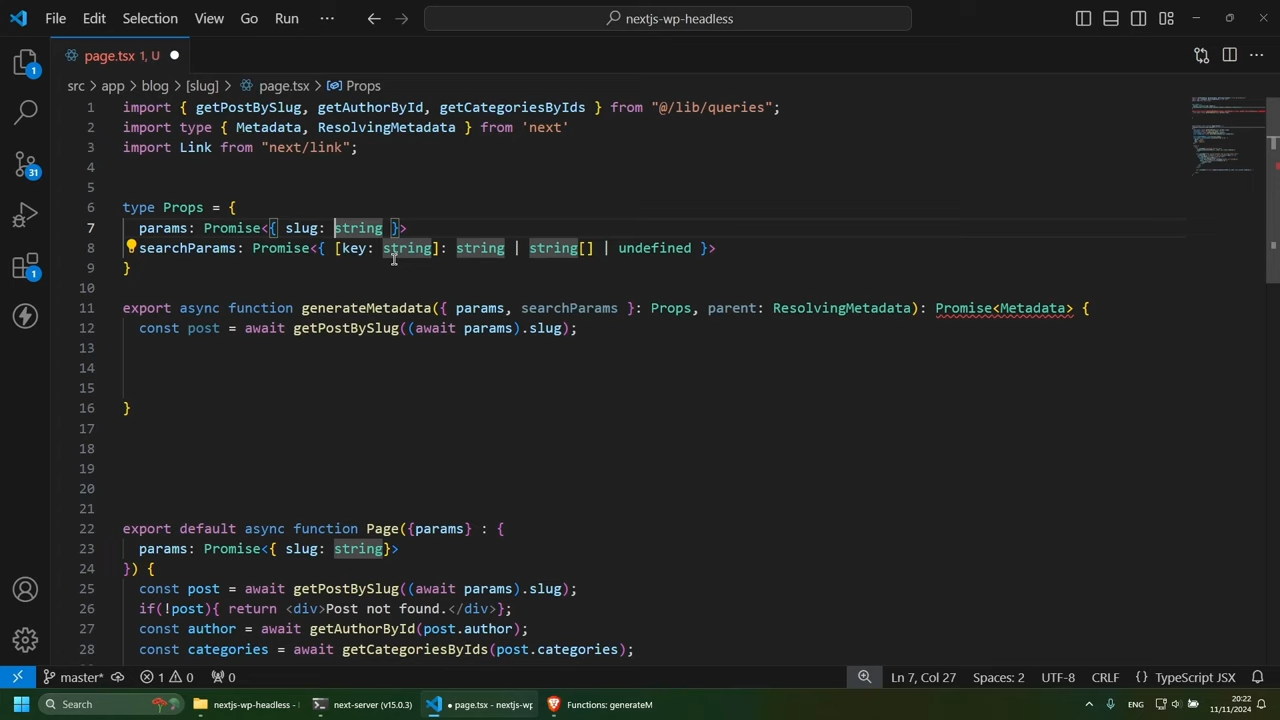 File Edit Selection View Go Run ··· nextjs-wp-headless
page.tsx 1, U
src > app > blog > [slug] > page.tsx > Props
1 import { getPostBySlug, getAuthorById, getCategoriesByIds } from "@/lib/queries";
2 import type { Metadata, ResolvingMetadata } from 'next'
3 import Link from "next/link";
4
5
6 type Props = {
7 params: Promise<{ slug: string }>
8 searchParams: Promise<{ [key: string]: string | string[] | undefined }>
9 }
10
11 export async function generateMetadata({ params, searchParams }: Props, parent: ResolvingMetadata): Promise<Metadata> {
12 const post = await getPostBySlug((await params).slug);
13
14
15
16 }
17
18
19
20
21
22 export default async function Page({params} : {
23 params: Promise<{ slug: string}>
24 }) {
25 const post = await getPostBySlug((await params).slug);
26 if(!post){ return <div>Post not found.</div>};
27 const author = await getAuthorById(post.author);
28 const categories = await getCategoriesByIds(post.categories);
1
31
1
master* 1 0 0 Ln 7, Col 27 Spaces: 2 UTF-8 CRLF { } TypeScript JSX
Search nextjs-wp-headless - next-server (v15.0.3) ● page.tsx - nextjs-wp Functions: generateM ENG 20:22
11/11/2024